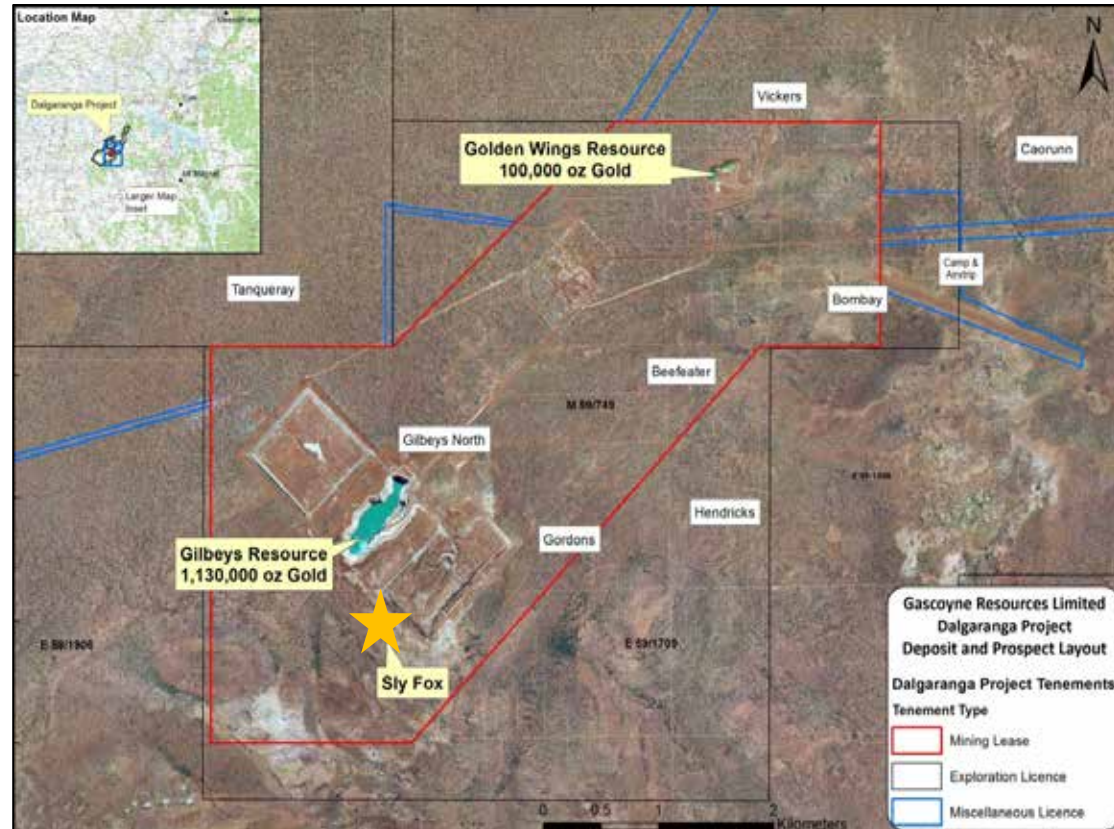 Location Map
Dalgaranga Project
Cue
Mt Magnet
Larger Map
Inset
N
Vickers
Golden Wings Resource
100,000 oz Gold
Caorunn
Tanqueray
Camp &
Airstrip
Bombay
Beefeater
M 59/749
Gilbeys North
Hendricks
Gordons
Gilbeys Resource
1,130,000 oz Gold
E 59/1906
E 59/1709
Sly Fox
Gascoyne Resources Limited
Dalgaranga Project
Deposit and Prospect Layout
Dalgaranga Project Tenements
Tenement Type
Mining Lease
Exploration Licence
Miscellaneous Licence
0 0.5 1 2
Kilometers